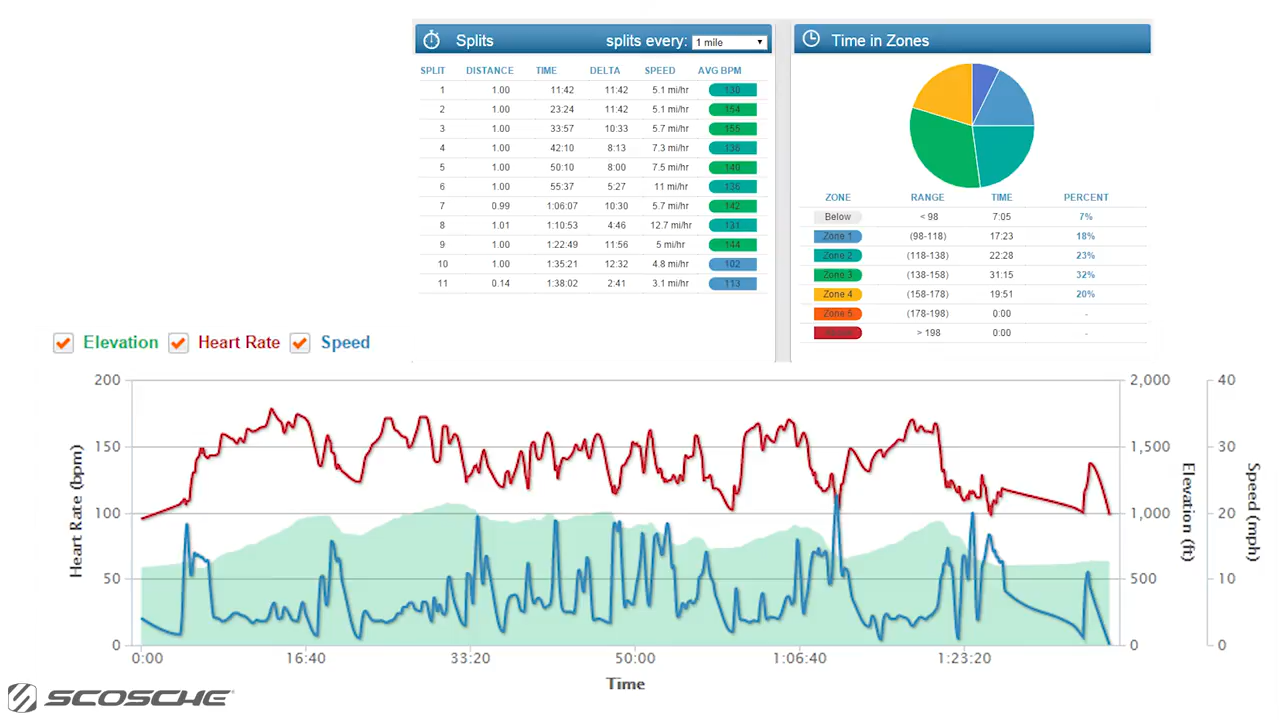 Splits splits every: 1 mile
SPLIT DISTANCE TIME DELTA SPEED AVG BPM
1 1.00 11:42 11:42 5.1 mi/hr 130
2 1.00 23:24 11:42 5.1 mi/hr 154
3 1.00 33:57 10:33 5.7 mi/hr 155
4 1.00 42:10 8:13 7.3 mi/hr 136
5 1.00 50:10 8:00 7.5 mi/hr 140
6 1.00 55:37 5:27 11 mi/hr 136
7 0.99 1:06:07 10:30 5.7 mi/hr 142
8 1.01 1:10:53 4:46 12.7 mi/hr 131
9 1.00 1:22:49 11:56 5 mi/hr 144
10 1.00 1:35:21 12:32 4.8 mi/hr 102
11 0.14 1:38:02 2:41 3.1 mi/hr 113
Time in Zones
ZONE RANGE TIME PERCENT
Below < 98 7:05 7%
Zone 1 (98-118) 17:23 18%
Zone 2 (118-138) 22:28 23%
Zone 3 (138-158) 31:15 32%
Zone 4 (158-178) 19:51 20%
Zone 5 (178-198) 0:00 -
> 198 0:00 -
Elevation Heart Rate Speed
200 2,000 40
150 1,500 30
100 1,000 20
50 500 10
0 0 0
Heart Rate (bpm)
Elevation (ft)
Speed (mph)
0:00 16:40 33:20 50:00 1:06:40 1:23:20
Time
SCOSCHE